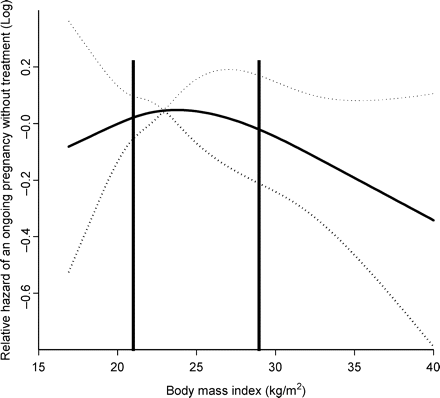 Relative hazard of an ongoing pregnancy without treatment (Log)
0.2
−0.0
−0.2
−0.4
−0.6
15 20 25 30 35 40
Body mass index (kg/m²)